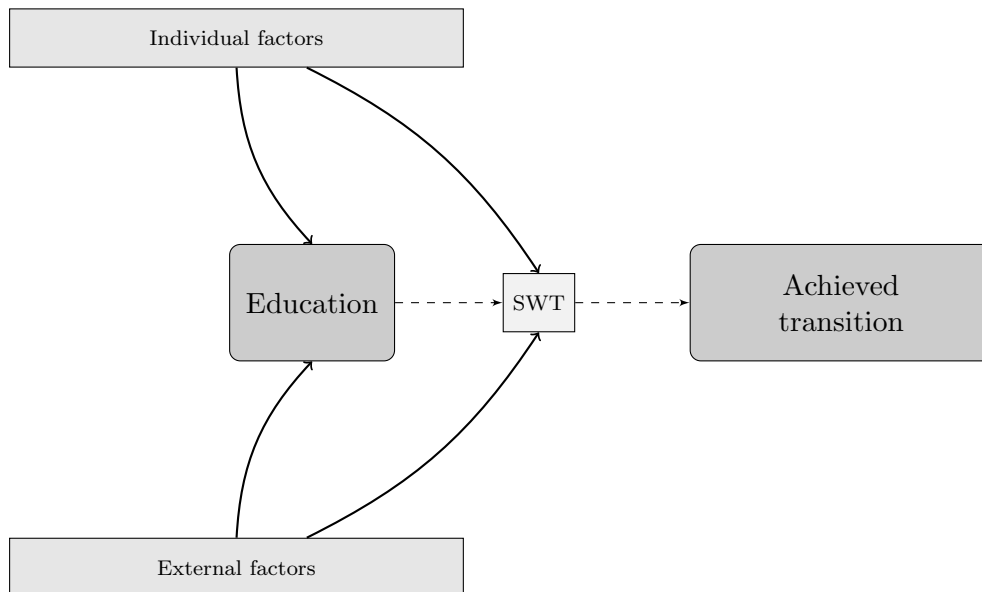 Individual factors
Education
SWT
Achieved
transition
External factors